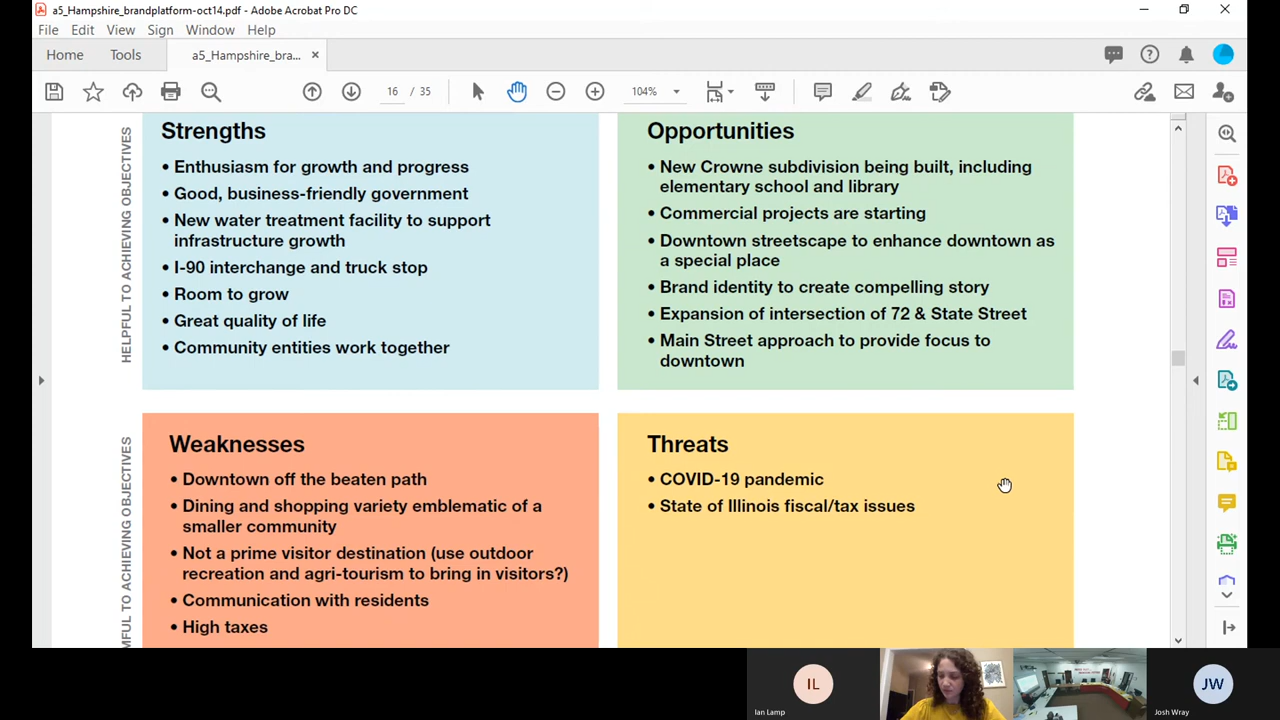 a5_Hampshire_brandplatform-oct14.pdf - Adobe Acrobat Pro DC
File Edit View Sign Window Help
Home Tools a5_Hampshire_bra... ×
16 / 35 104%
HELPFUL TO ACHIEVING OBJECTIVES
Strengths
• Enthusiasm for growth and progress
• Good, business-friendly government
• New water treatment facility to support
infrastructure growth
• I-90 interchange and truck stop
• Room to grow
• Great quality of life
• Community entities work together
Opportunities
• New Crowne subdivision being built, including
elementary school and library
• Commercial projects are starting
• Downtown streetscape to enhance downtown as
a special place
• Brand identity to create compelling story
• Expansion of intersection of 72 & State Street
• Main Street approach to provide focus to
downtown
MFUL TO ACHIEVING OBJECTIVES
Weaknesses
• Downtown off the beaten path
• Dining and shopping variety emblematic of a
smaller community
• Not a prime visitor destination (use outdoor
recreation and agri-tourism to bring in visitors?)
• Communication with residents
• High taxes
Threats
• COVID-19 pandemic
• State of Illinois fiscal/tax issues
IL
Ian Lamp
JW
Josh Wray